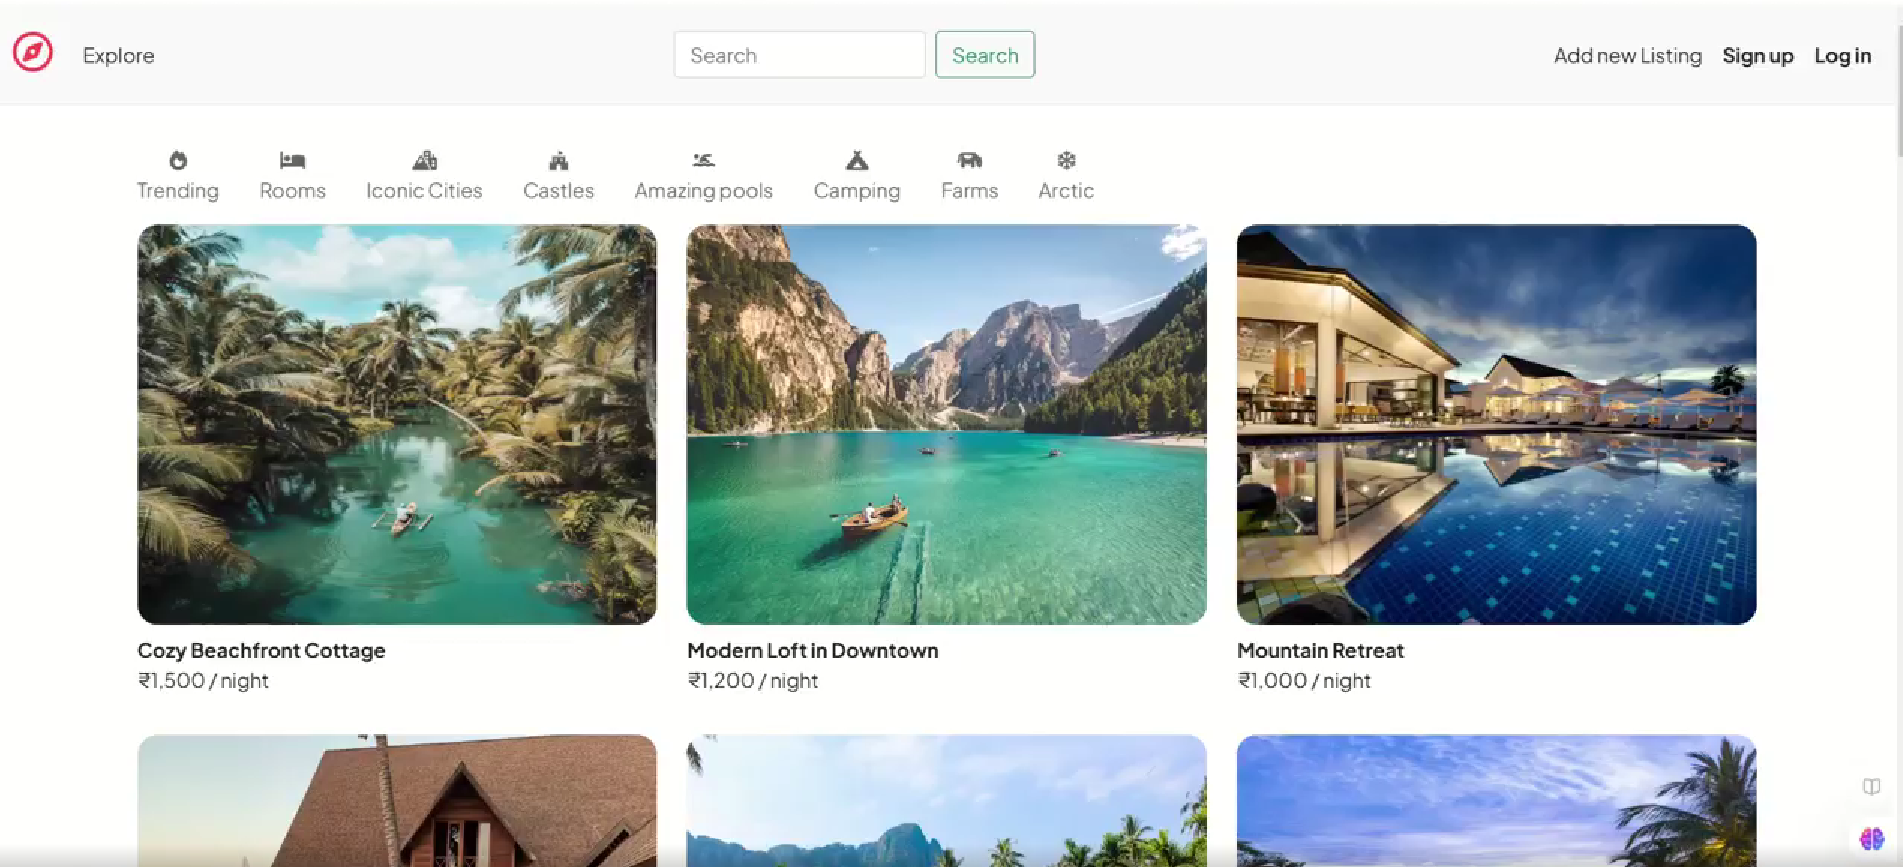 Explore
Search
Search
Add new Listing
Sign up
Log in
Trending
Rooms
Iconic Cities
Castles
Amazing pools
Camping
Farms
Arctic
Cozy Beachfront Cottage
₹1,500 / night
Modern Loft in Downtown
₹1,200 / night
Mountain Retreat
₹1,000 / night